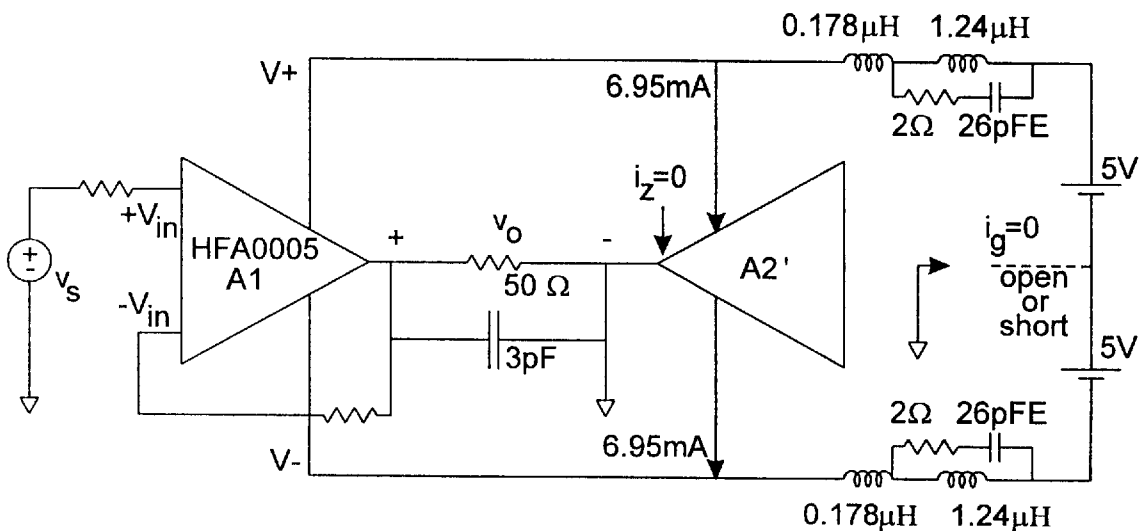 0.178μH 1.24μH
V+
6.95mA
2Ω 26pFE
5V
i_z=0
+V_in
v_o
i_g=0
HFA0005
+ -
A1
A2'
+
-
v_s
50 Ω
open
or
short
-V_in
3pF
5V
2Ω 26pFE
6.95mA
V-
0.178μH 1.24μH